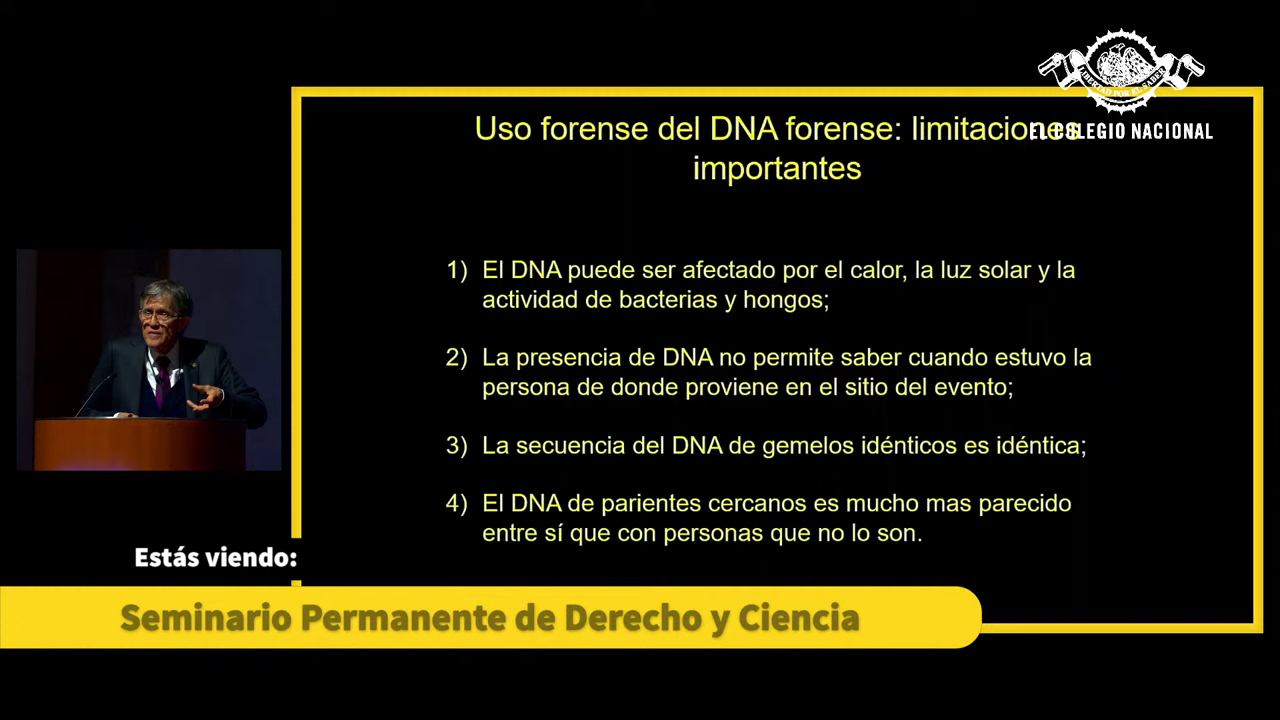 LIBERTAD POR EL SABER
EL COLEGIO NACIONAL
Uso forense del DNA forense: limitaciones
importantes
1) El DNA puede ser afectado por el calor, la luz solar y la
actividad de bacterias y hongos;
2) La presencia de DNA no permite saber cuando estuvo la
persona de donde proviene en el sitio del evento;
3) La secuencia del DNA de gemelos idénticos es idéntica;
4) El DNA de parientes cercanos es mucho mas parecido
entre sí que con personas que no lo son.
Estás viendo:
Seminario Permanente de Derecho y Ciencia